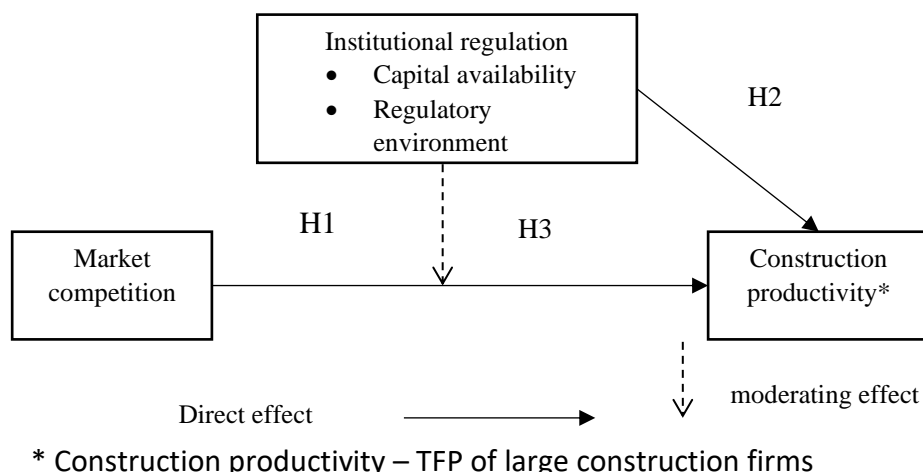 Institutional regulation
• Capital availability
• Regulatory
environment
H2
H1
H3
Market
competition
Construction
productivity*
moderating effect
Direct effect
* Construction productivity – TFP of large construction firms